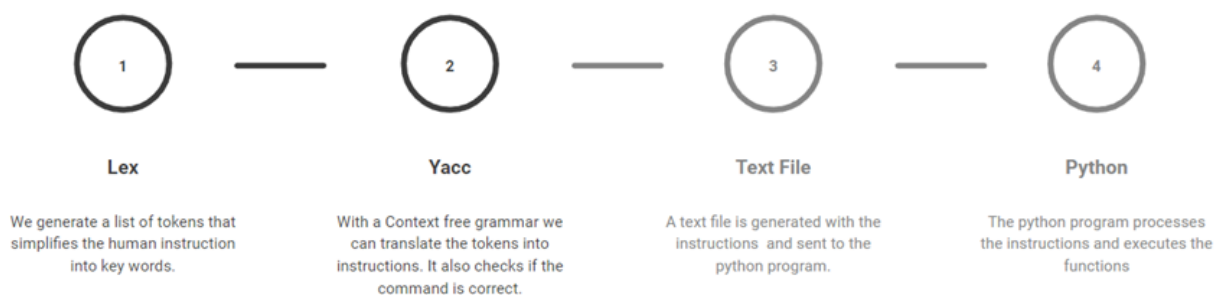 1
2
3
4
Lex
Yacc
Text File
Python
We generate a list of tokens that
simplifies the human instruction
into key words.
With a Context free grammar we
can translate the tokens into
instructions. It also checks if the
command is correct.
A text file is generated with the
instructions and sent to the
python program.
The python program processes
the instructions and executes the
functions